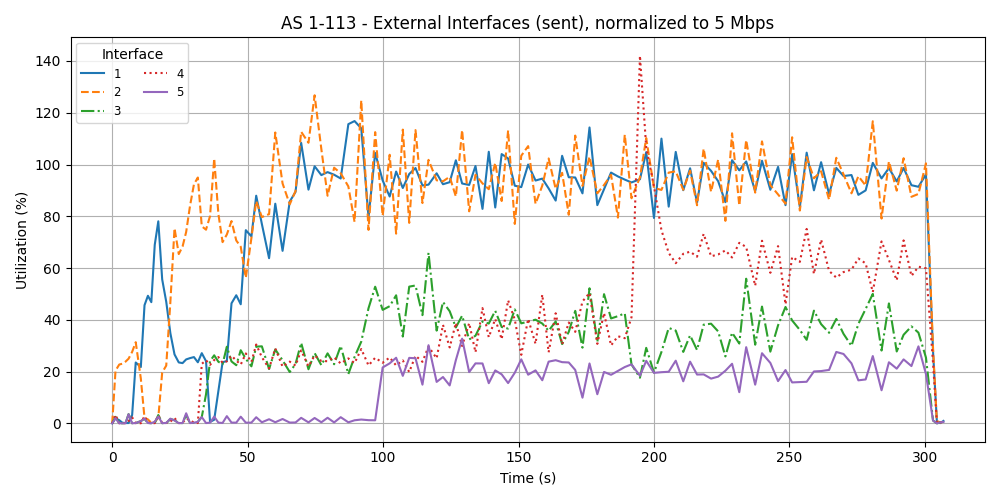 AS 1-113 - External Interfaces (sent), normalized to 5 Mbps
Interface
1
2
3
4
5
Utilization (%)
140
120
100
80
60
40
20
0
0 50 100 150 200 250 300
Time (s)